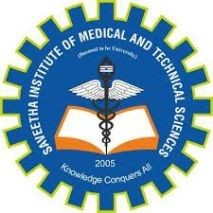 SAVEETHA INSTITUTE OF MEDICAL AND TECHNICAL SCIENCES
(Deemed to be University)
2005
Knowledge Conquers All